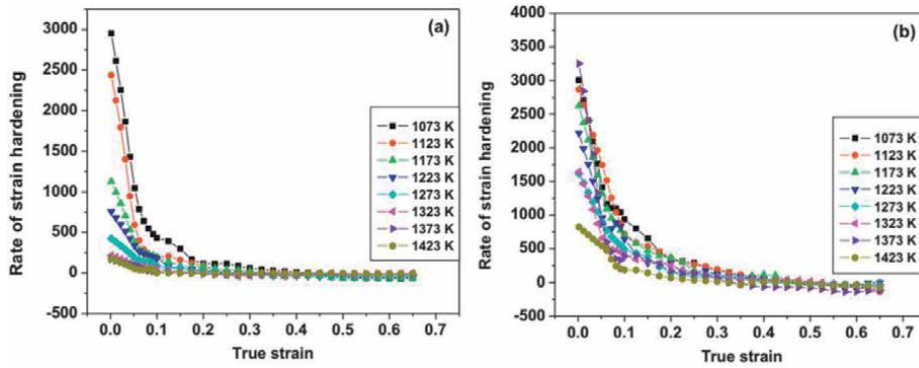 (a)
Rate of strain hardening
3000
2500
2000
1500
1000
500
0
-500
0.0 0.1 0.2 0.3 0.4 0.5 0.6 0.7
True strain
1073 K
1123 K
1173 K
1223 K
1273 K
1323 K
1373 K
1423 K
(b)
Rate of strain hardening
4000
3500
3000
2500
2000
1500
1000
500
0
-500
0.0 0.1 0.2 0.3 0.4 0.5 0.6 0.7
True strain
1073 K
1123 K
1173 K
1223 K
1273 K
1323 K
1373 K
1423 K